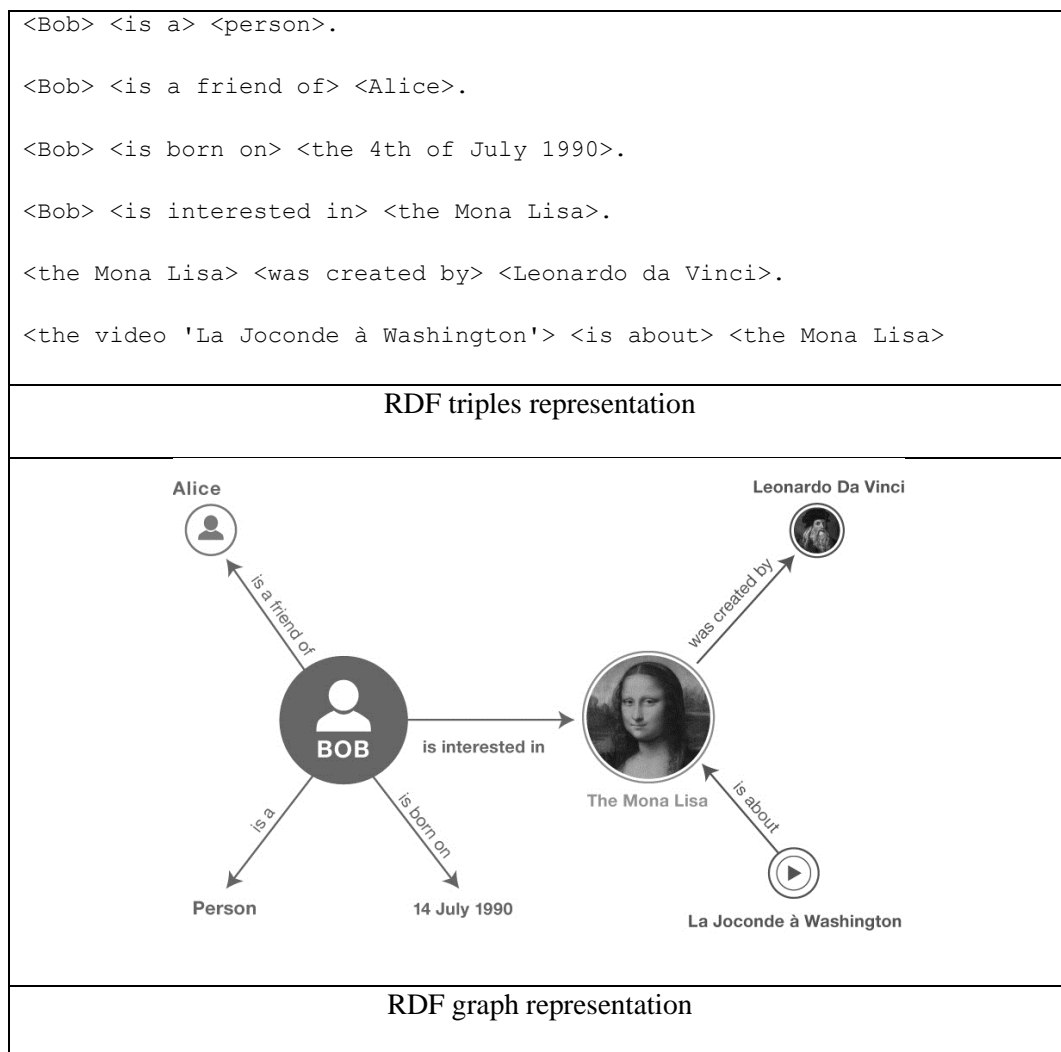 <Bob> <is a> <person>.
<Bob> <is a friend of> <Alice>.
<Bob> <is born on> <the 4th of July 1990>.
<Bob> <is interested in> <the Mona Lisa>.
<the Mona Lisa> <was created by> <Leonardo da Vinci>.
<the video 'La Joconde à Washington'> <is about> <the Mona Lisa>
RDF triples representation
Alice
Leonardo Da Vinci
is a friend of
was created by
BOB
is interested in
The Mona Lisa
is a
is born on
is about
Person
14 July 1990
La Joconde à Washington
RDF graph representation